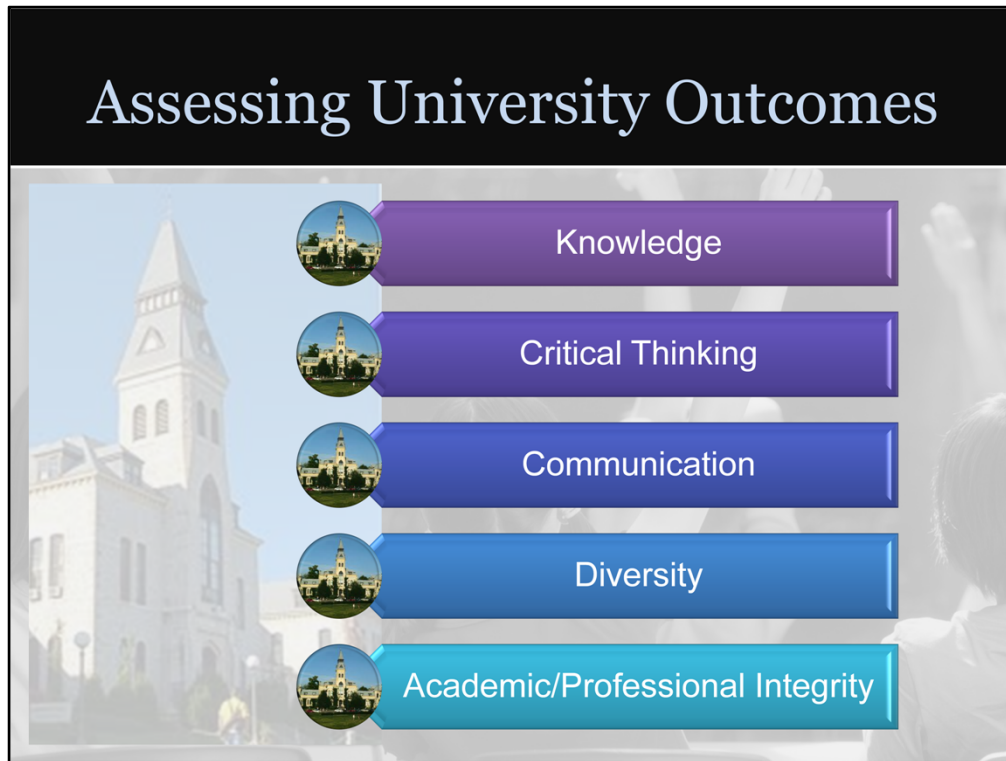 Assessing University Outcomes
Knowledge
Critical Thinking
Communication
Diversity
Academic/Professional Integrity